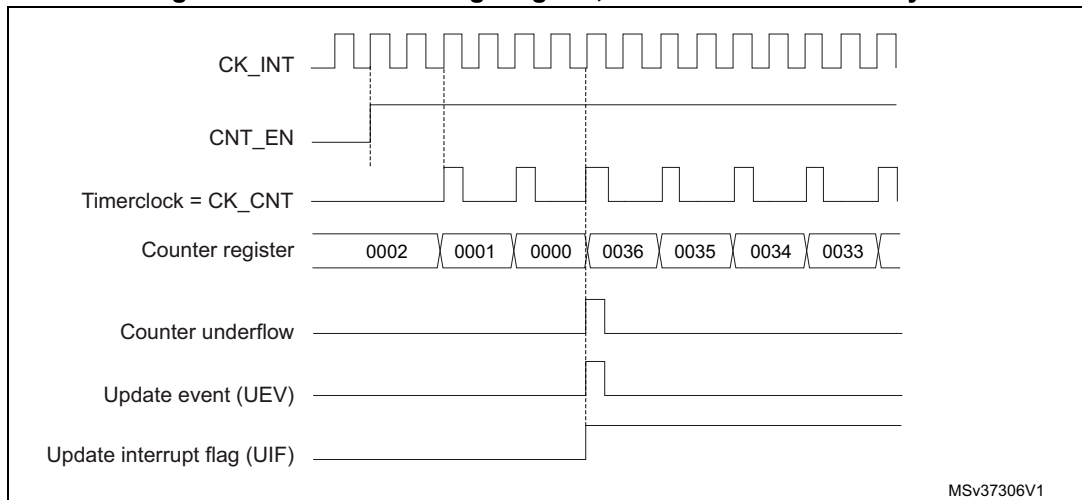 CK_INT
CNT_EN
Timerclock = CK_CNT
Counter register 0002 0001 0000 0036 0035 0034 0033
Counter underflow
Update event (UEV)
Update interrupt flag (UIF)
MSv37306V1